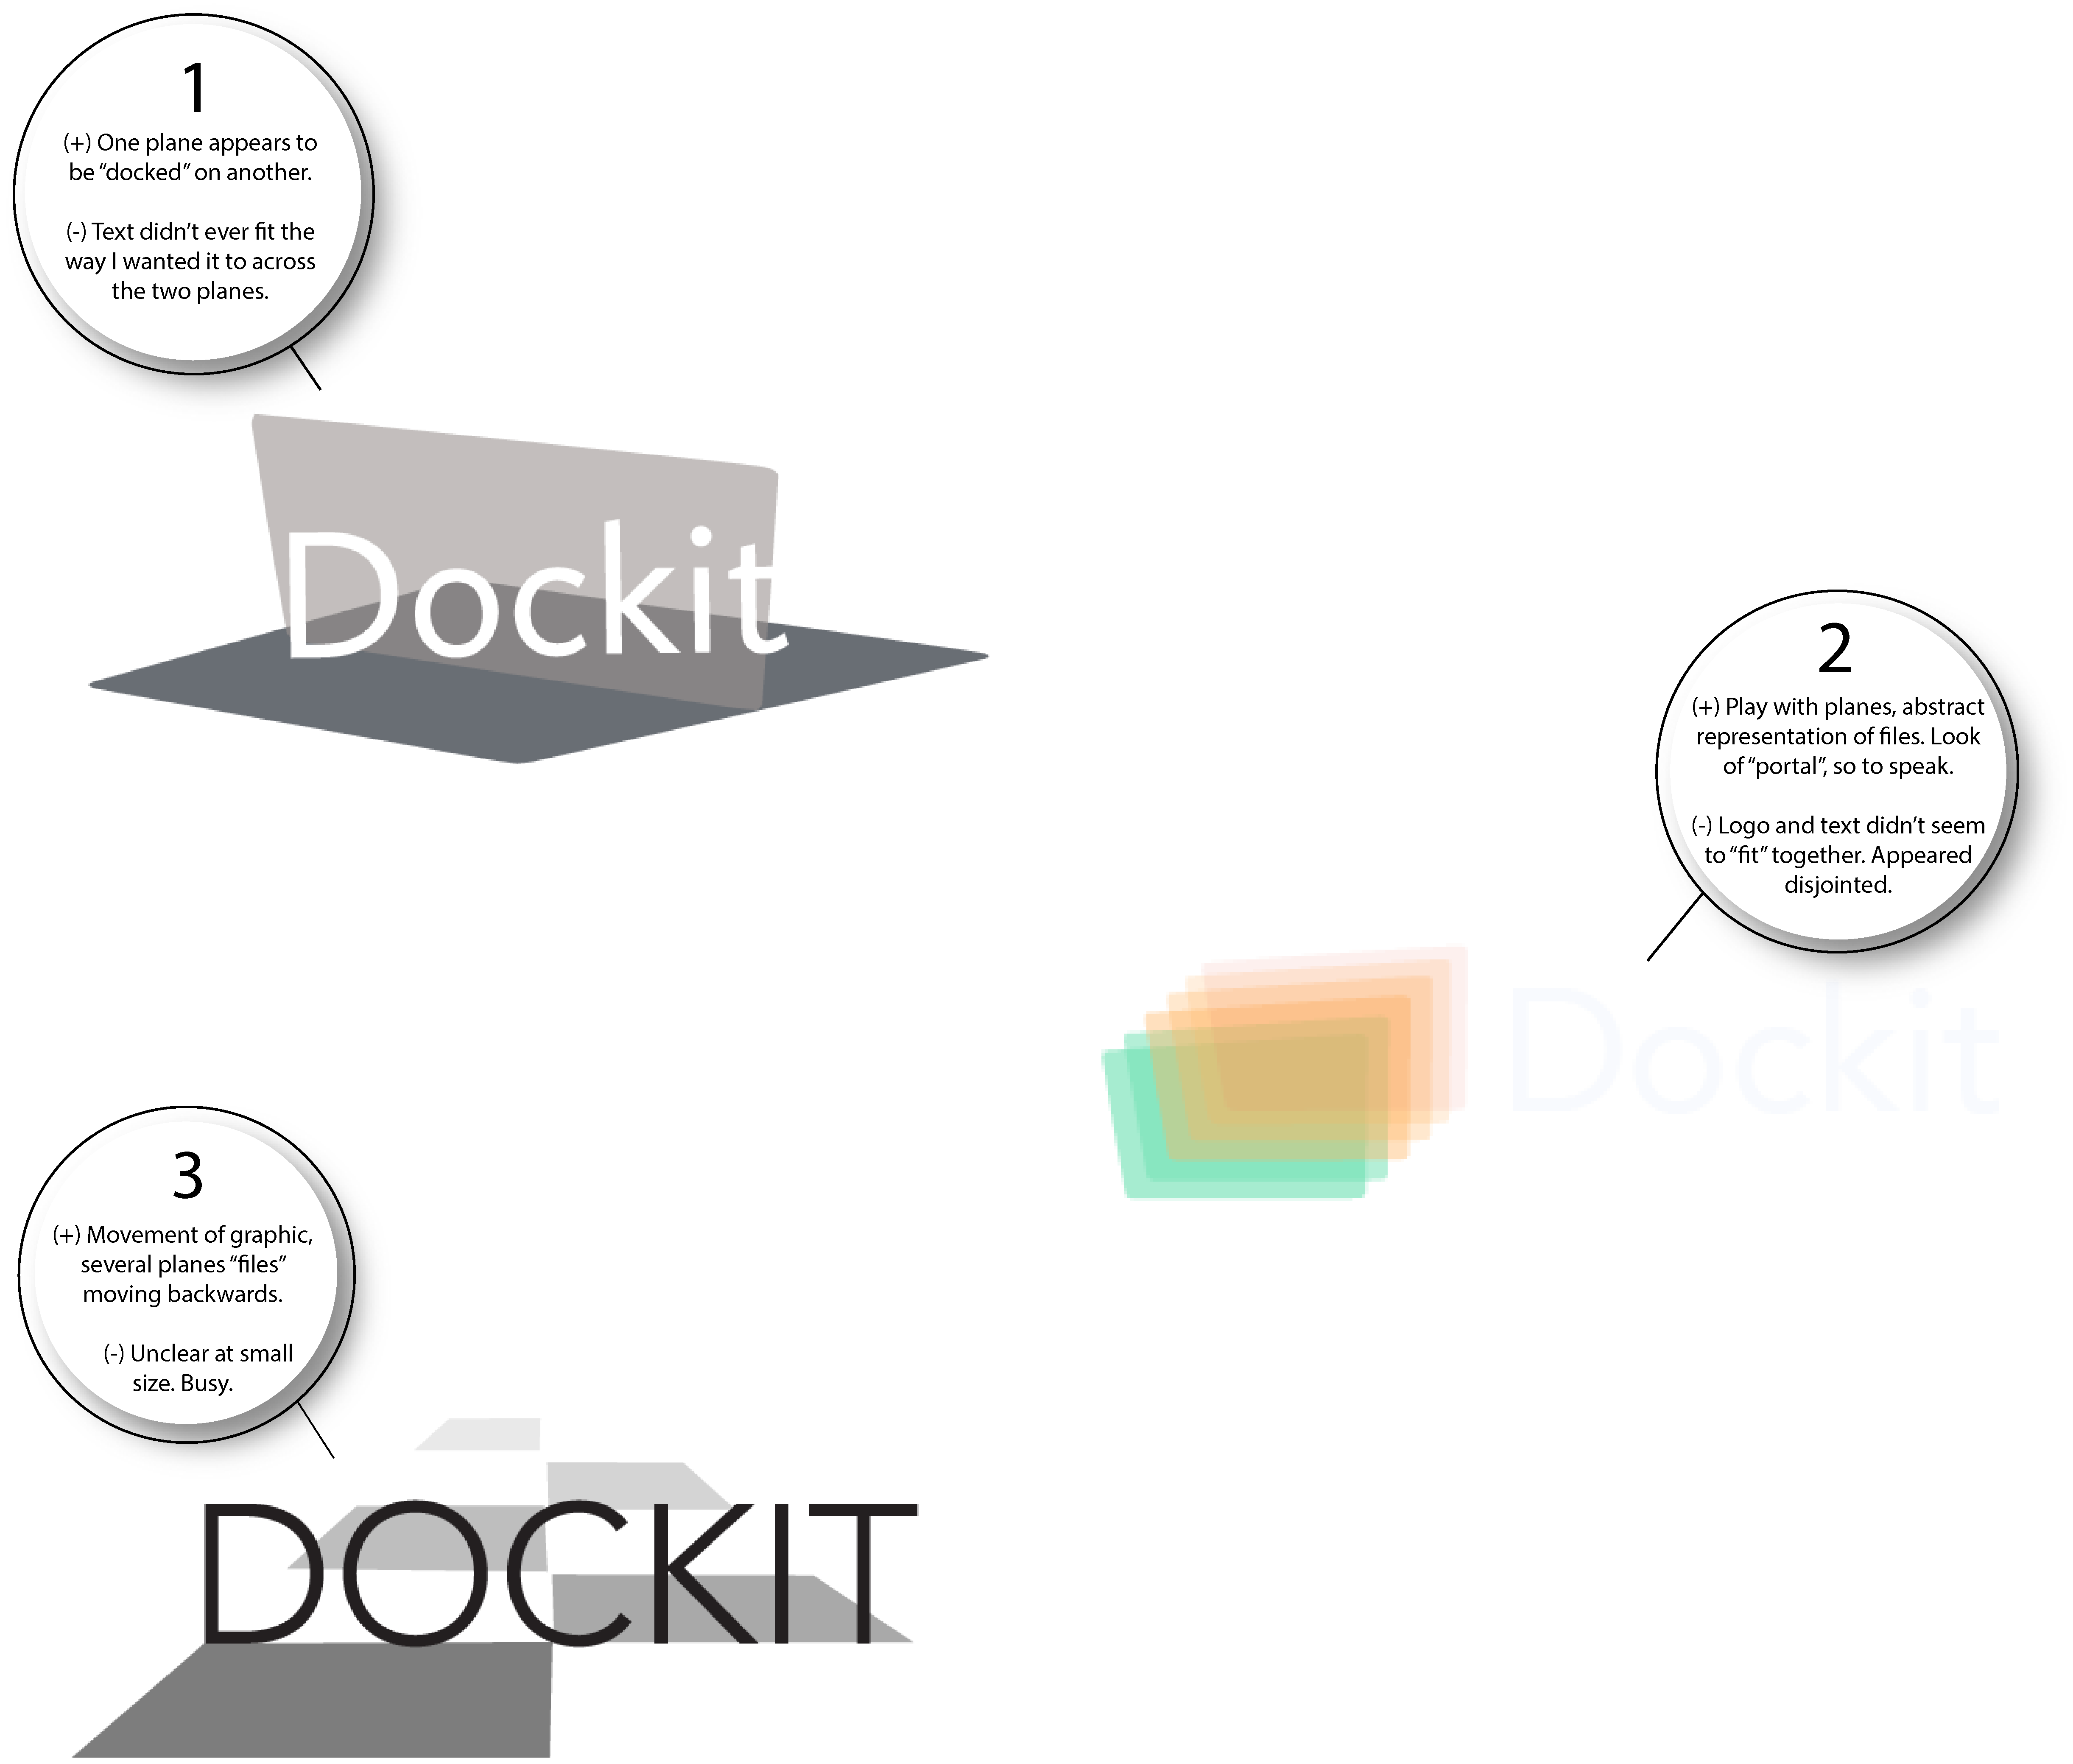 1
(+) One plane appears to
be “docked” on another.
(-) Text didn’t ever fit the
way I wanted it to across
the two planes.
Dockit
2
(+) Play with planes, abstract
representation of files. Look
of “portal”, so to speak.
(-) Logo and text didn’t seem
to “fit” together. Appeared
disjointed.
Dockit
3
(+) Movement of graphic,
several planes “files”
moving backwards.
(-) Unclear at small
size. Busy.
DOCKIT